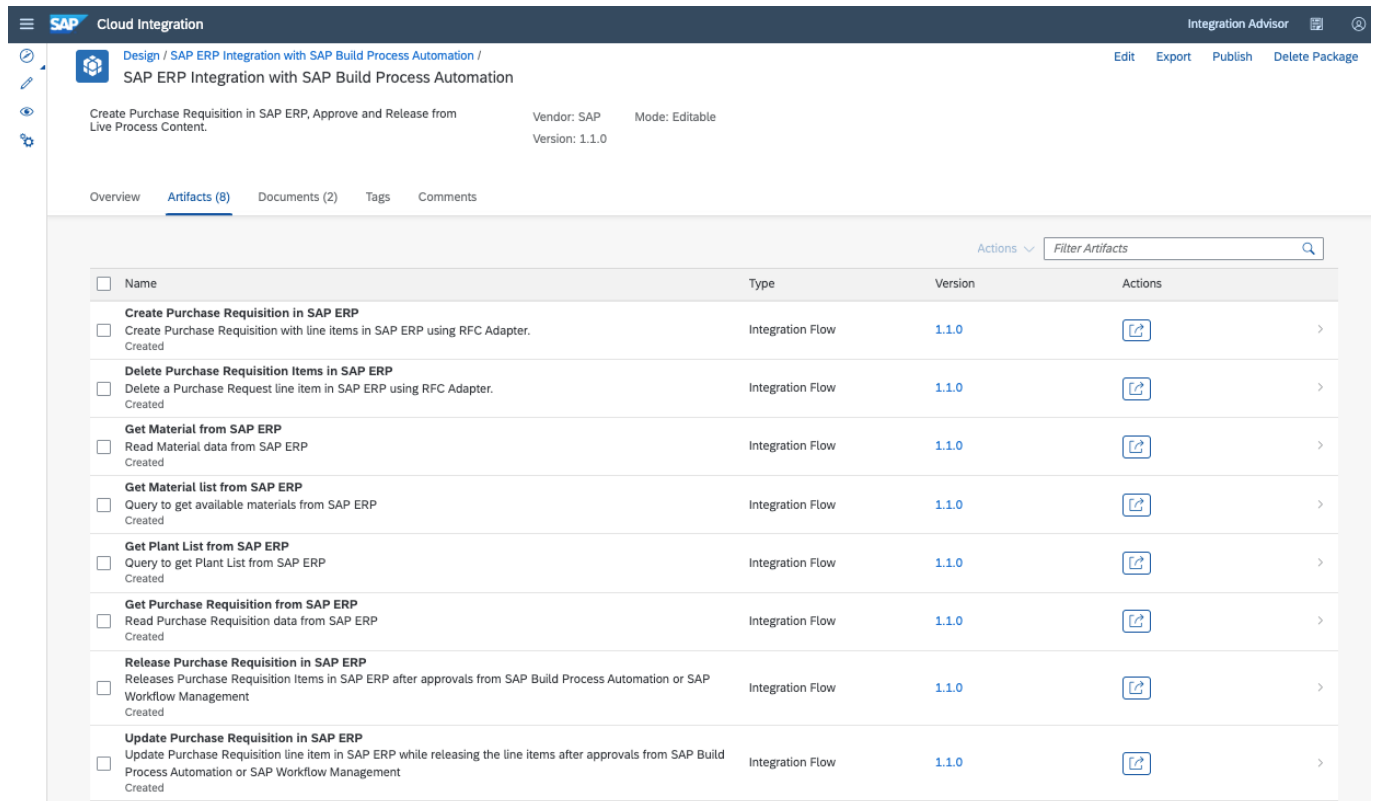 SAP Cloud Integration
Integration Advisor
Design / SAP ERP Integration with SAP Build Process Automation /
Edit Export Publish Delete Package
SAP ERP Integration with SAP Build Process Automation
Create Purchase Requisition in SAP ERP, Approve and Release from
Live Process Content.
Vendor: SAP Mode: Editable
Version: 1.1.0
Overview Artifacts (8) Documents (2) Tags Comments
Actions Filter Artifacts
Name Type Version Actions
Create Purchase Requisition in SAP ERP
Create Purchase Requisition with line items in SAP ERP using RFC Adapter.
Created
Integration Flow 1.1.0
Delete Purchase Requisition Items in SAP ERP
Delete a Purchase Request line item in SAP ERP using RFC Adapter.
Created
Integration Flow 1.1.0
Get Material from SAP ERP
Read Material data from SAP ERP
Created
Integration Flow 1.1.0
Get Material list from SAP ERP
Query to get available materials from SAP ERP
Created
Integration Flow 1.1.0
Get Plant List from SAP ERP
Query to get Plant List from SAP ERP
Created
Integration Flow 1.1.0
Get Purchase Requisition from SAP ERP
Read Purchase Requisition data from SAP ERP
Created
Integration Flow 1.1.0
Release Purchase Requisition in SAP ERP
Releases Purchase Requisition Items in SAP ERP after approvals from SAP Build Process Automation or SAP
Workflow Management
Created
Integration Flow 1.1.0
Update Purchase Requisition in SAP ERP
Update Purchase Requisition line item in SAP ERP while releasing the line items after approvals from SAP Build
Process Automation or SAP Workflow Management
Created
Integration Flow 1.1.0